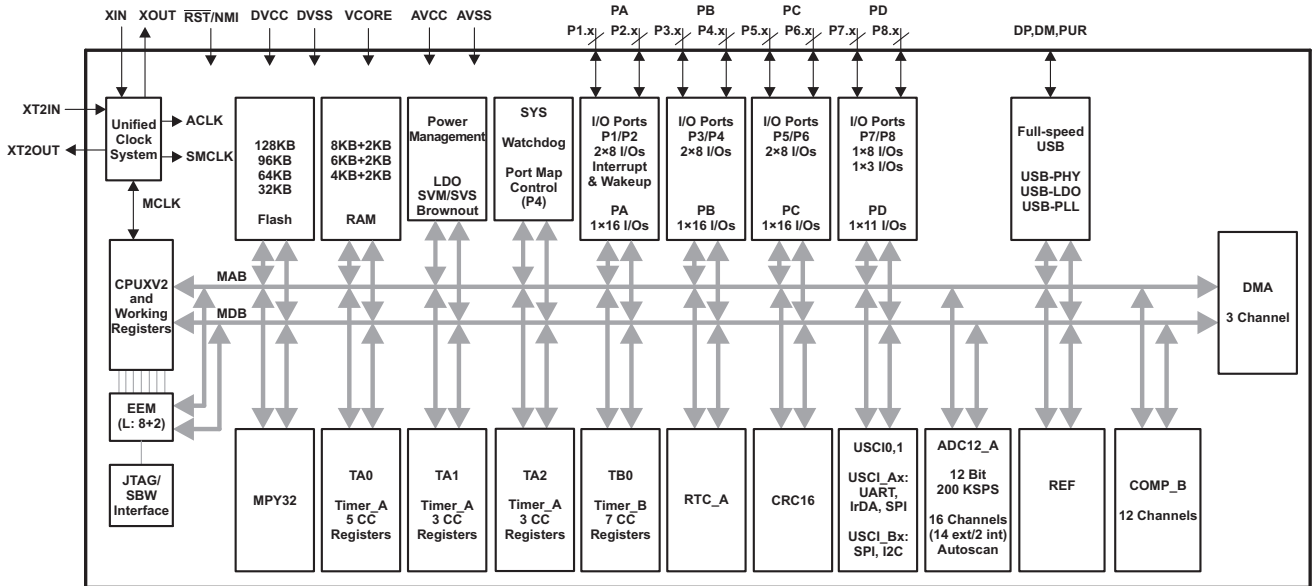 XIN XOUT RST/NMI DVCC DVSS VCORE AVCC AVSS
PA PB PC PD
P1.x P2.x P3.x P4.x P5.x P6.x P7.x P8.x
DP,DM,PUR
XT2IN
XT2OUT
Unified
Clock
System
ACLK
SMCLK
MCLK
128KB
96KB
64KB
32KB
Flash
8KB+2KB
6KB+2KB
4KB+2KB
RAM
Power
Management
LDO
SVM/SVS
Brownout
SYS
Watchdog
Port Map
Control
(P4)
I/O Ports
P1/P2
2×8 I/Os
Interrupt
& Wakeup
PA
1×16 I/Os
I/O Ports
P3/P4
2×8 I/Os
PB
1×16 I/Os
I/O Ports
P5/P6
2×8 I/Os
PC
1×16 I/Os
I/O Ports
P7/P8
1×8 I/Os
1×3 I/Os
PD
1×11 I/Os
Full-speed
USB
USB-PHY
USB-LDO
USB-PLL
CPUXV2
and
Working
Registers
MAB
MDB
DMA
3 Channel
EEM
(L: 8+2)
JTAG/
SBW
Interface
MPY32
TA0
Timer_A
5 CC
Registers
TA1
Timer_A
3 CC
Registers
TA2
Timer_A
3 CC
Registers
TB0
Timer_B
7 CC
Registers
RTC_A
CRC16
USCI0,1
USCI_Ax:
UART,
IrDA, SPI
USCI_Bx:
SPI, I2C
ADC12_A
12 Bit
200 KSPS
16 Channels
(14 ext/2 int)
Autoscan
REF
COMP_B
12 Channels